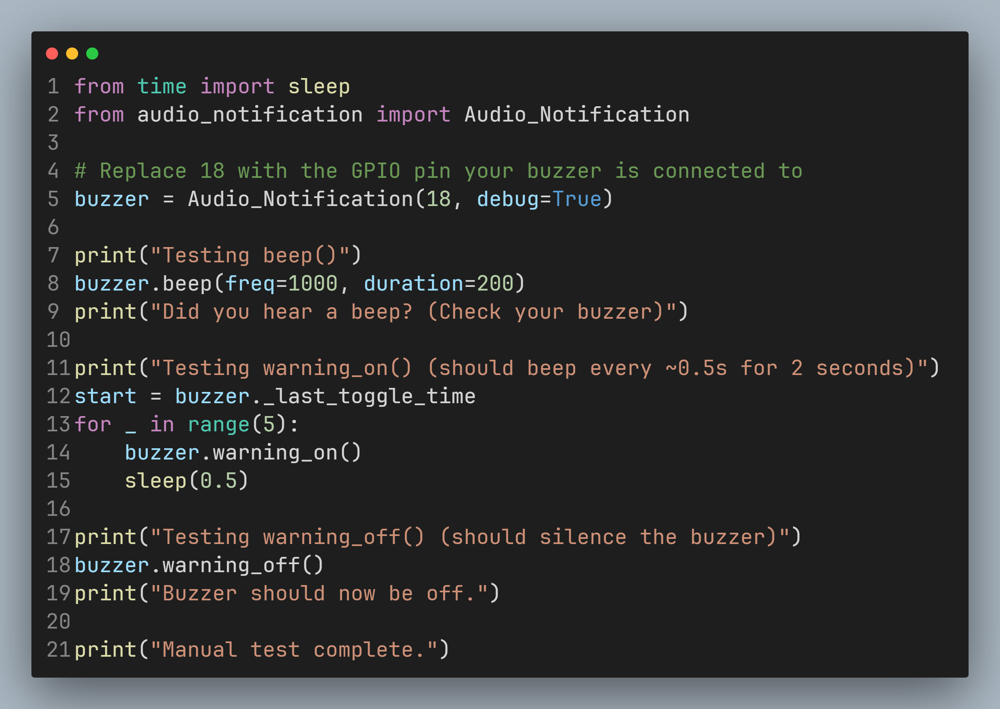 1 from time import sleep
2 from audio_notification import Audio_Notification
3
4 # Replace 18 with the GPIO pin your buzzer is connected to
5 buzzer = Audio_Notification(18, debug=True)
6
7 print("Testing beep()")
8 buzzer.beep(freq=1000, duration=200)
9 print("Did you hear a beep? (Check your buzzer)")
10
11 print("Testing warning_on() (should beep every ~0.5s for 2 seconds)")
12 start = buzzer._last_toggle_time
13 for _ in range(5):
14     buzzer.warning_on()
15     sleep(0.5)
16
17 print("Testing warning_off() (should silence the buzzer)")
18 buzzer.warning_off()
19 print("Buzzer should now be off.")
20
21 print("Manual test complete.")